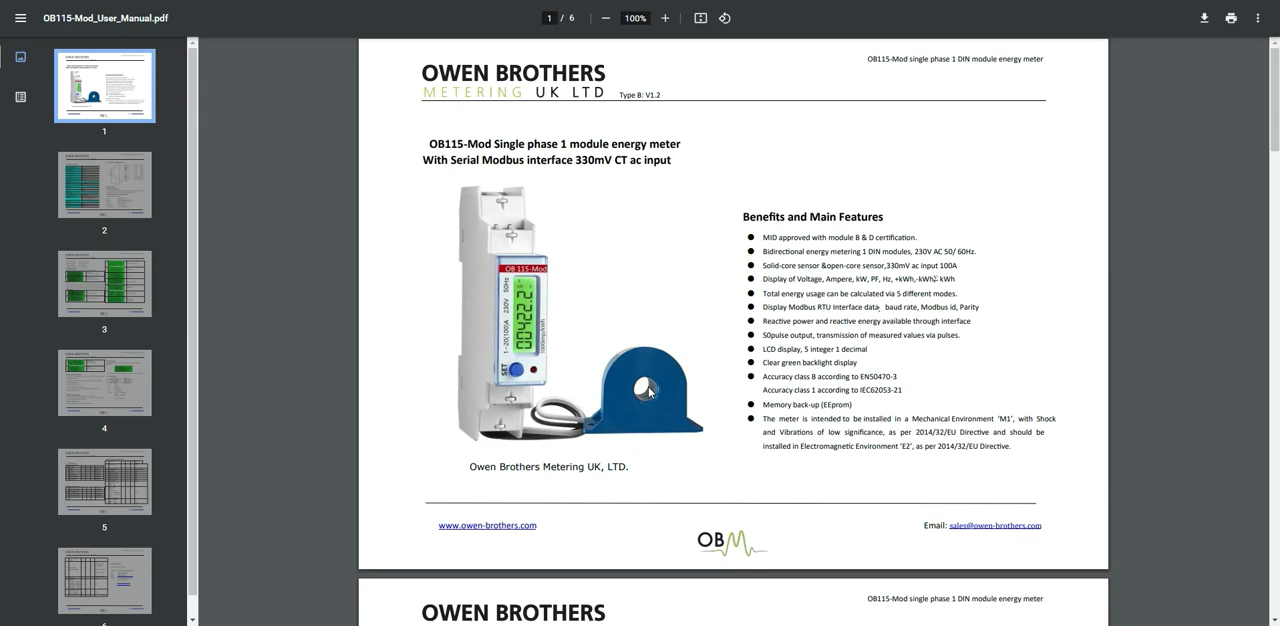 OB115-Mod_User_Manual.pdf
1 / 6
100%
1
2
3
4
5
OB115-Mod single phase 1 DIN module energy meter
OWEN BROTHERS
METERING UK LTD Type B: V1.2
OB115-Mod Single phase 1 module energy meter
With Serial Modbus interface 330mV CT ac input
OB 115-Mod
1-20(100)A 230V 50Hz
00422.2
1000imp/kWh
SET
Owen Brothers Metering UK, LTD.
Benefits and Main Features
● MID approved with module B & D certification.
● Bidirectional energy metering 1 DIN modules, 230V AC 50/ 60Hz.
● Solid-core sensor &open-core sensor,330mV ac input 100A
● Display of Voltage, Ampere, kW, PF, Hz, +kWh,-kWh, kWh
● Total energy usage can be calculated via 5 different modes.
● Display Modbus RTU Interface data: baud rate, Modbus id, Parity
● Reactive power and reactive energy available through interface
● S0pulse output, transmission of measured values via pulses.
● LCD display, 5 integer 1 decimal
● Clear green backlight display
● Accuracy class B according to EN50470-3
Accuracy class 1 according to IEC62053-21
● Memory back-up (EEprom)
● The meter is intended to be installed in a Mechanical Environment ‘M1’, with Shock
and Vibrations of low significance, as per 2014/32/EU Directive and should be
installed in Electromagnetic Environment ‘E2’, as per 2014/32/EU Directive.
www.owen-brothers.com
Email: sales@owen-brothers.com
OBM
OB115-Mod single phase 1 DIN module energy meter
OWEN BROTHERS